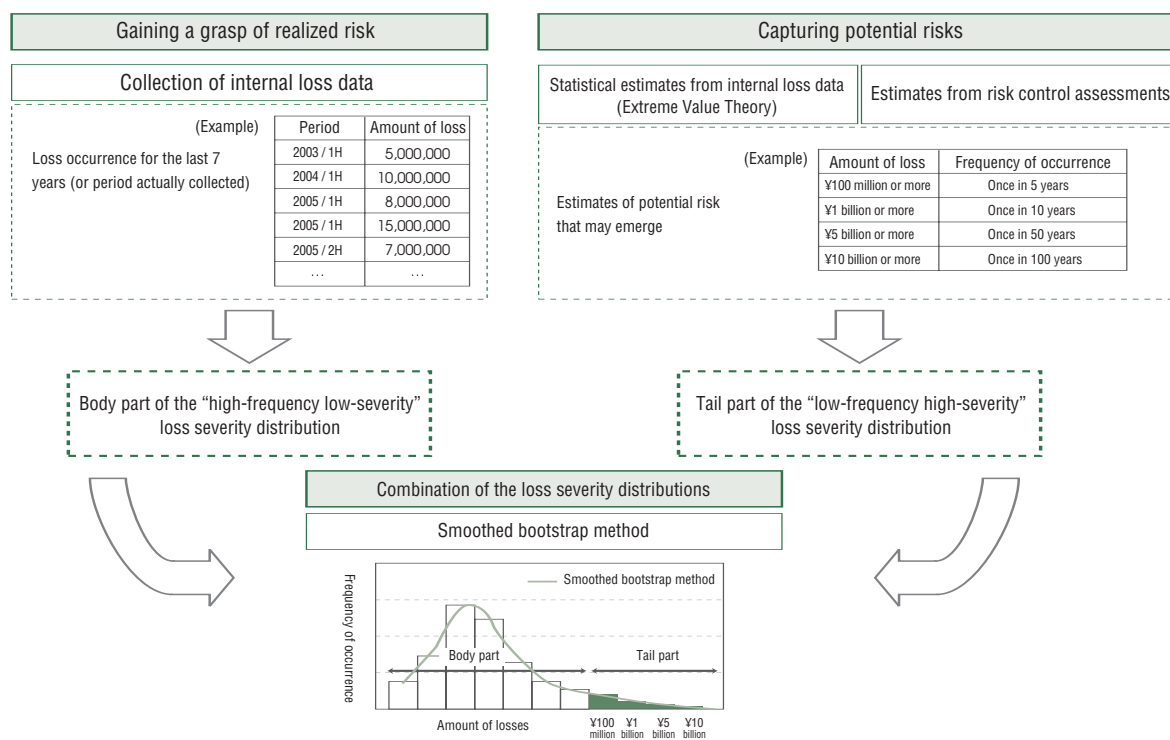 Gaining a grasp of realized risk
Collection of internal loss data
(Example)
Loss occurrence for the last 7
years (or period actually collected)
Period Amount of loss
2003 / 1H 5,000,000
2004 / 1H 10,000,000
2005 / 1H 8,000,000
2005 / 1H 15,000,000
2005 / 2H 7,000,000
… …
Capturing potential risks
Statistical estimates from internal loss data
(Extreme Value Theory)
Estimates from risk control assessments
(Example)
Estimates of potential risk
that may emerge
Amount of loss Frequency of occurrence
¥100 million or more Once in 5 years
¥1 billion or more Once in 10 years
¥5 billion or more Once in 50 years
¥10 billion or more Once in 100 years
Body part of the “high-frequency low-severity”
loss severity distribution
Tail part of the “low-frequency high-severity”
loss severity distribution
Combination of the loss severity distributions
Smoothed bootstrap method
Frequency of
occurrence
Smoothed bootstrap method
Body part
Tail part
Amount of losses
¥100 ¥1 ¥5 ¥10
million billion billion billion